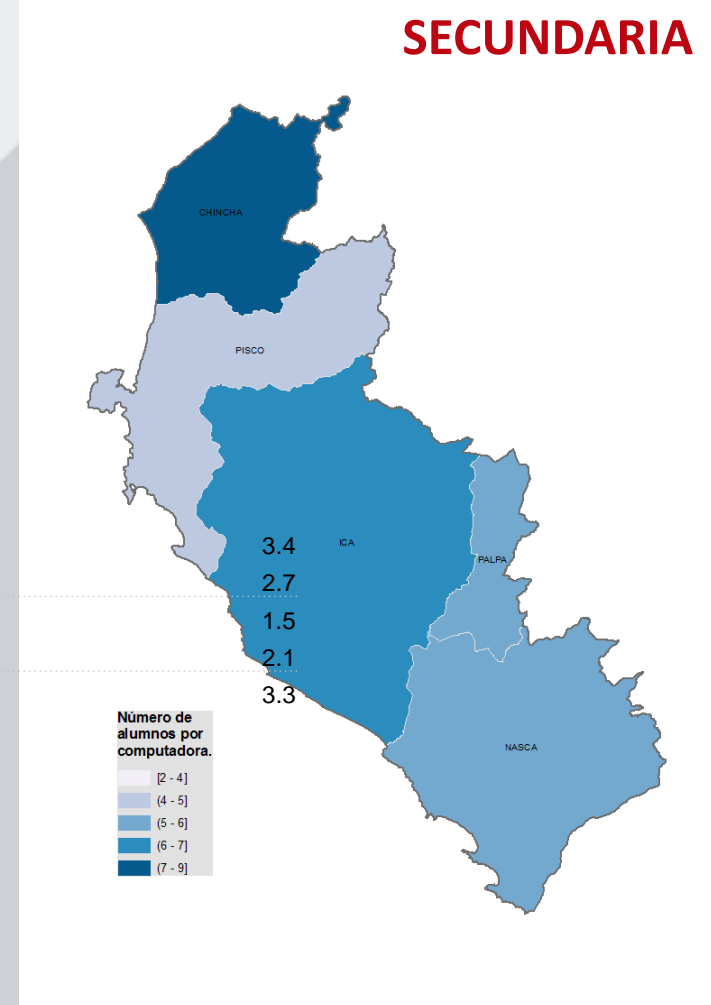 SECUNDARIA
CHINCHA
PISCO
ICA
3.4
PALPA
2.7
1.5
2.1
3.3
Número de
alumnos por
computadora.
[2 - 4]
(4 - 5]
(5 - 6]
(6 - 7]
(7 - 9]
NASCA